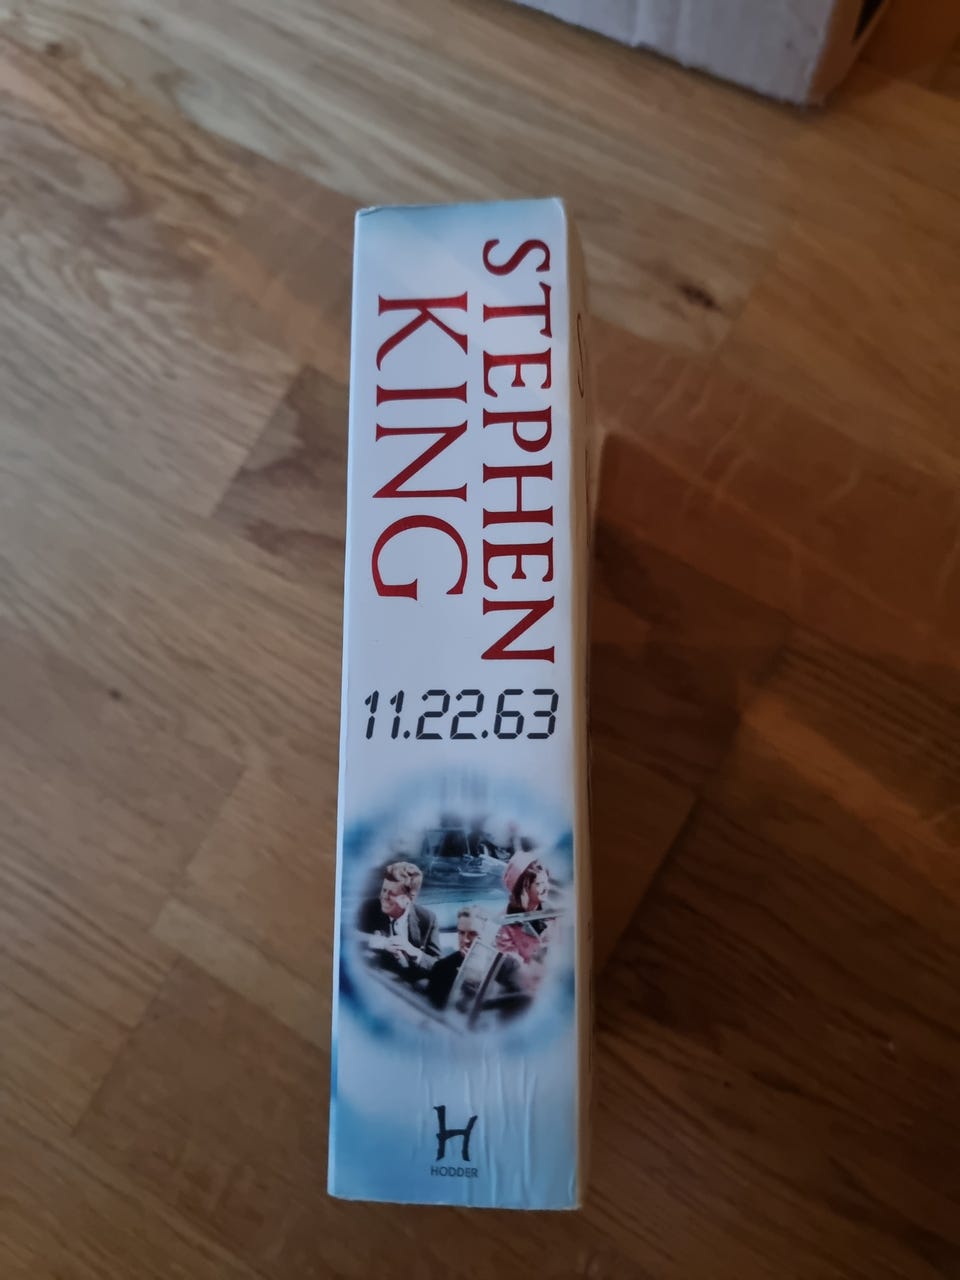 STEPHEN
KING
11.22.63
H
HODDER